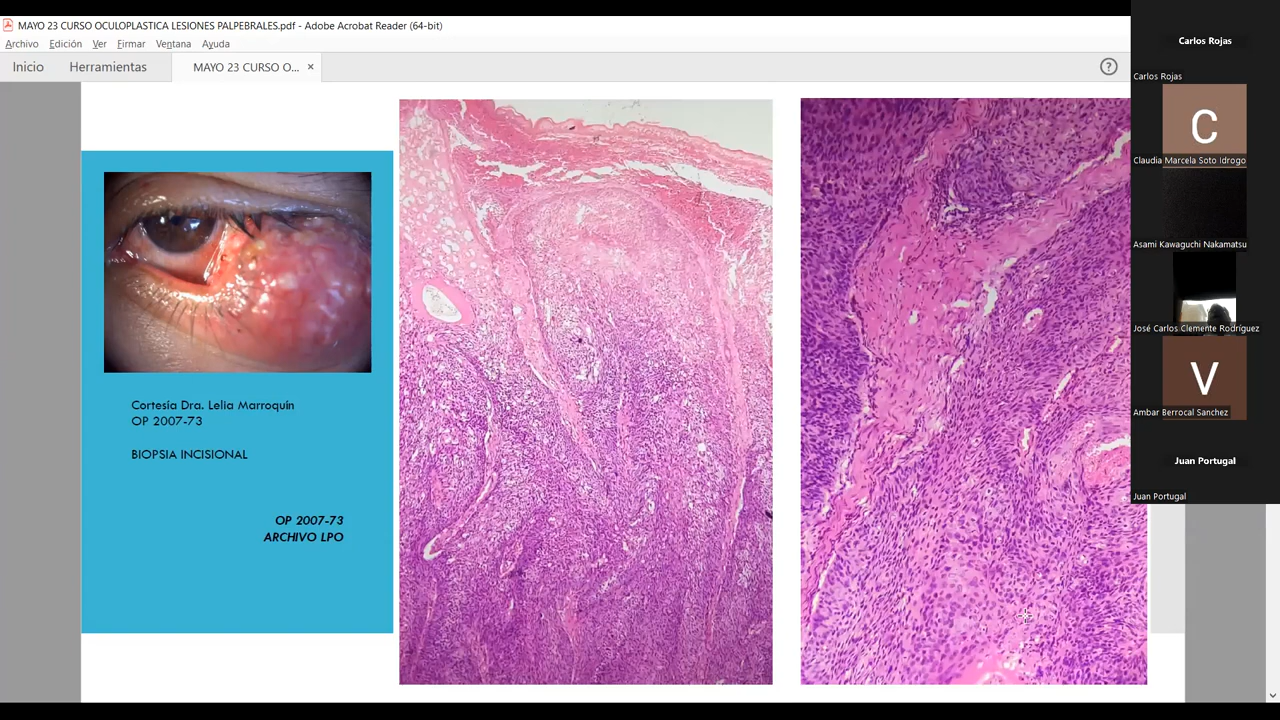 MAYO 23 CURSO OCULOPLASTICA LESIONES PALPEBRALES.pdf - Adobe Acrobat Reader (64-bit)
Archivo Edición Ver Firmar Ventana Ayuda
Inicio Herramientas MAYO 23 CURSO O... × ?
Cortesía Dra. Lelia Marroquín
OP 2007-73
BIOPSIA INCISIONAL
OP 2007-73
ARCHIVO LPO
Carlos Rojas
Carlos Rojas
C
Claudia Marcela Soto Idrogo
Asami Kawaguchi Nakamatsu
José Carlos Clemente Rodríguez
V
Ambar Berrocal Sanchez
Juan Portugal
Juan Portugal